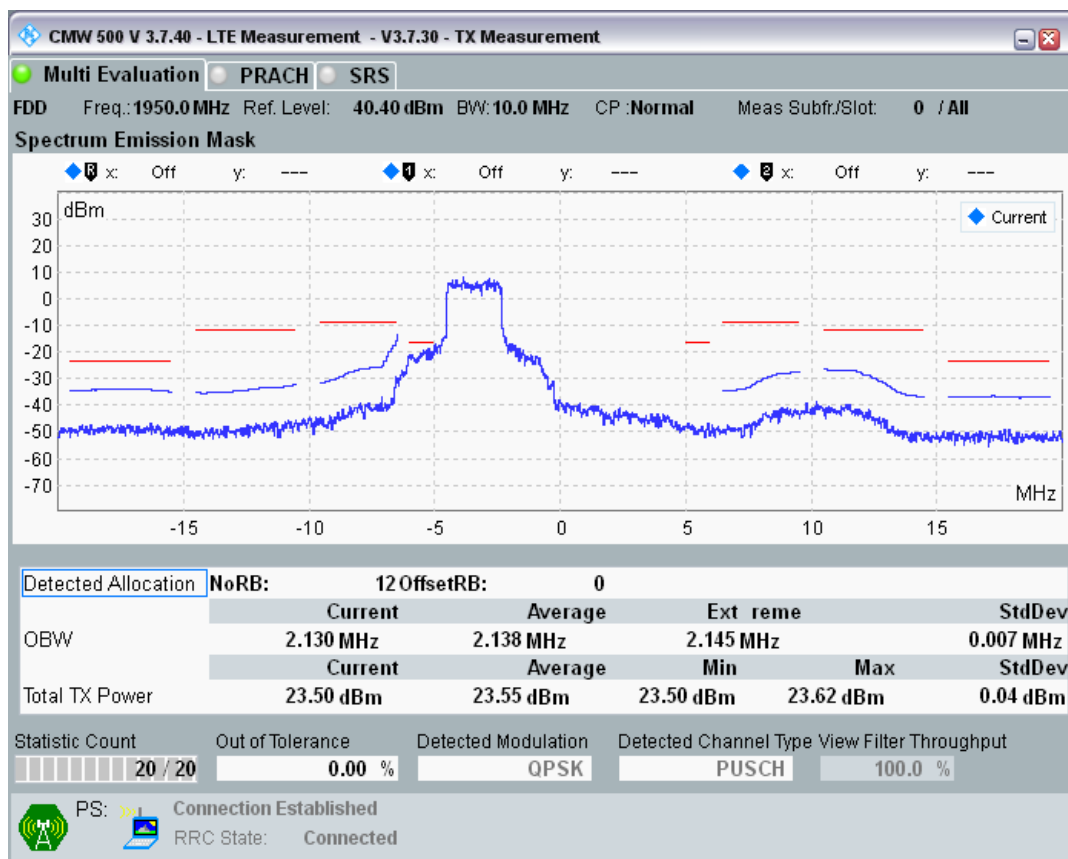 CMW 500 V 3.7.40 - LTE Measurement - V3.7.30 - TX Measurement
Multi Evaluation PRACH SRS
FDD Freq.: 1950.0 MHz Ref. Level: 40.40 dBm BW: 10.0 MHz CP :Normal Meas Subfr./Slot: 0 / All
Spectrum Emission Mask
R x: Off y: --- 1 x: Off y: --- 2 x: Off y: ---
dBm
Current
30
20
10
0
-10
-20
-30
-40
-50
-60
-70
MHz
-15 -10 -5 0 5 10 15
Detected Allocation NoRB: 12 OffsetRB: 0
Current Average Ext reme StdDev
OBW 2.130 MHz 2.138 MHz 2.145 MHz 0.007 MHz
Current Average Min Max StdDev
Total TX Power 23.50 dBm 23.55 dBm 23.50 dBm 23.62 dBm 0.04 dBm
Statistic Count Out of Tolerance Detected Modulation Detected Channel Type View Filter Throughput
20 / 20 0.00 % QPSK PUSCH 100.0 %
PS: Connection Established
RRC State: Connected